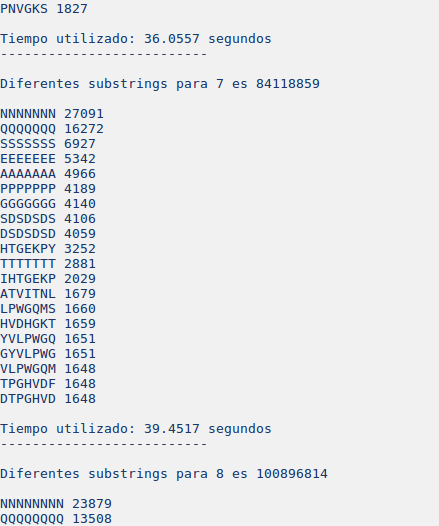 PNVGKS 1827
Tiempo utilizado: 36.0557 segundos
--------------------------
Diferentes substrings para 7 es 84118859
NNNNNNN 27091
QQQQQQQ 16272
SSSSSSS 6927
EEEEEEE 5342
AAAAAAA 4966
PPPPPPP 4189
GGGGGGG 4140
SDSDSDS 4106
DSDSDSD 4059
HTGEKPY 3252
TTTTTTT 2881
IHTGEKP 2029
ATVITNL 1679
LPWGQMS 1660
HVDHGKT 1659
YVLPWGQ 1651
GYVLPWG 1651
VLPWGQM 1648
TPGHVDF 1648
DTPGHVD 1648
Tiempo utilizado: 39.4517 segundos
--------------------------
Diferentes substrings para 8 es 100896814
NNNNNNNN 23879
QQQQQQQQ 13508